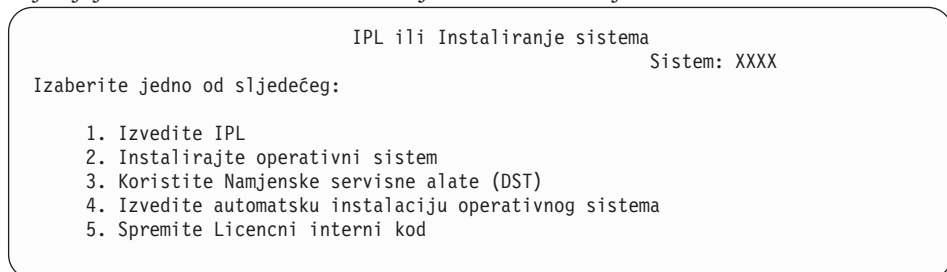 IPL ili Instaliranje sistema
Sistem: XXXX
Izaberite jedno od sljedećeg:
1. Izvedite IPL
2. Instalirajte operativni sistem
3. Koristite Namjenske servisne alate (DST)
4. Izvedite automatsku instalaciju operativnog sistema
5. Spremite Licencni interni kod